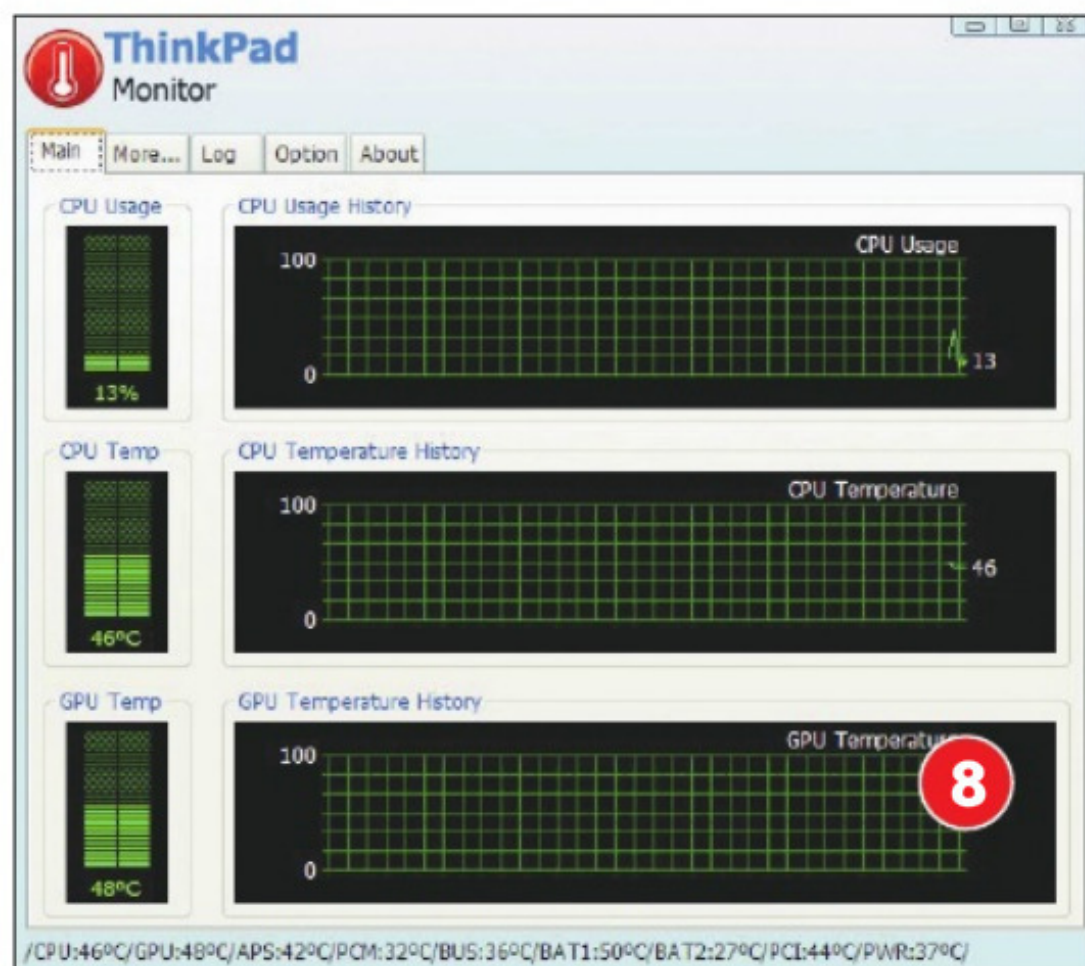 ThinkPad
Monitor
Main More... Log Option About
CPU Usage
13%
CPU Usage History
CPU Usage
100
0
13
CPU Temp
46ºC
CPU Temperature History
CPU Temperature
100
0
46
GPU Temp
48ºC
GPU Temperature History
GPU Temperature
100
0
8
/CPU:46ºC/GPU:48ºC/APS:42ºC/PCM:32ºC/BUS:36ºC/BAT1:50ºC/BAT2:27ºC/PCI:44ºC/PWR:37ºC/